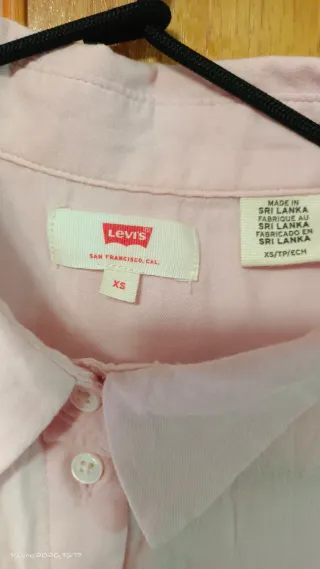 LEVI'S
SAN FRANCISCO, CAL.
XS
MADE IN
SRI LANKA
FABRIQUE AU
SRI LANKA
FABRICADO EN
SRI LANKA
XS/TP/ECH